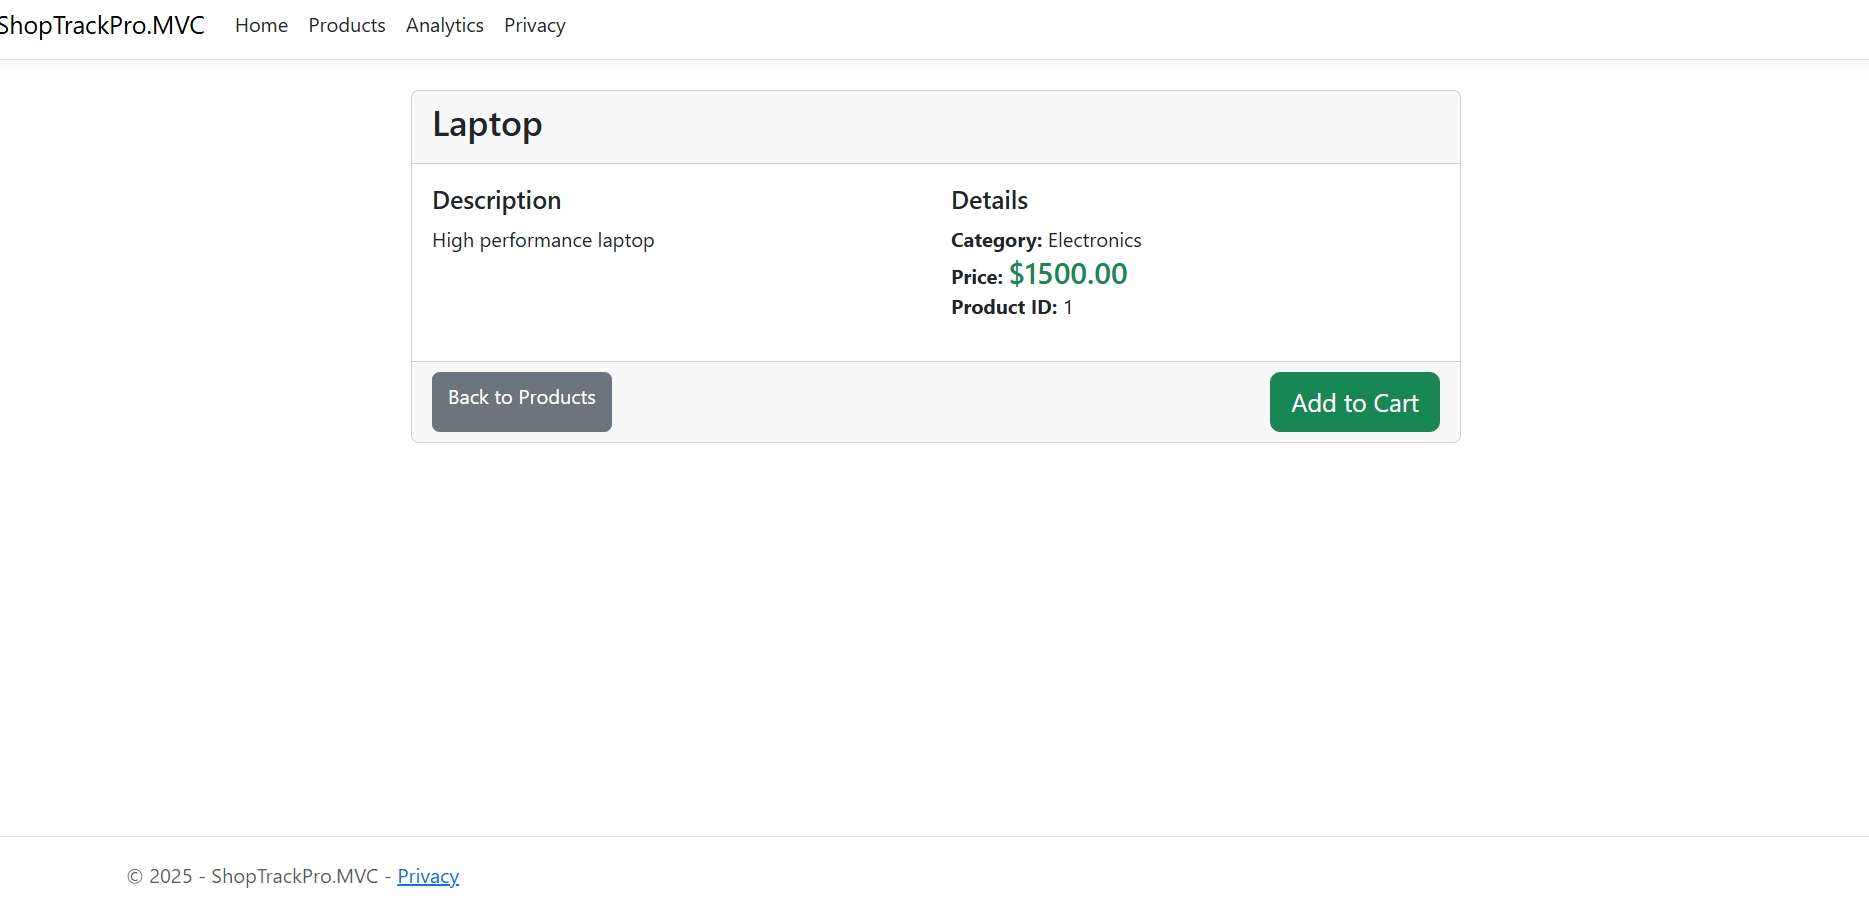 ShopTrackPro.MVC Home Products Analytics Privacy
Laptop
Description
High performance laptop
Details
Category: Electronics
Price: $1500.00
Product ID: 1
Back to Products
Add to Cart
© 2025 - ShopTrackPro.MVC - Privacy